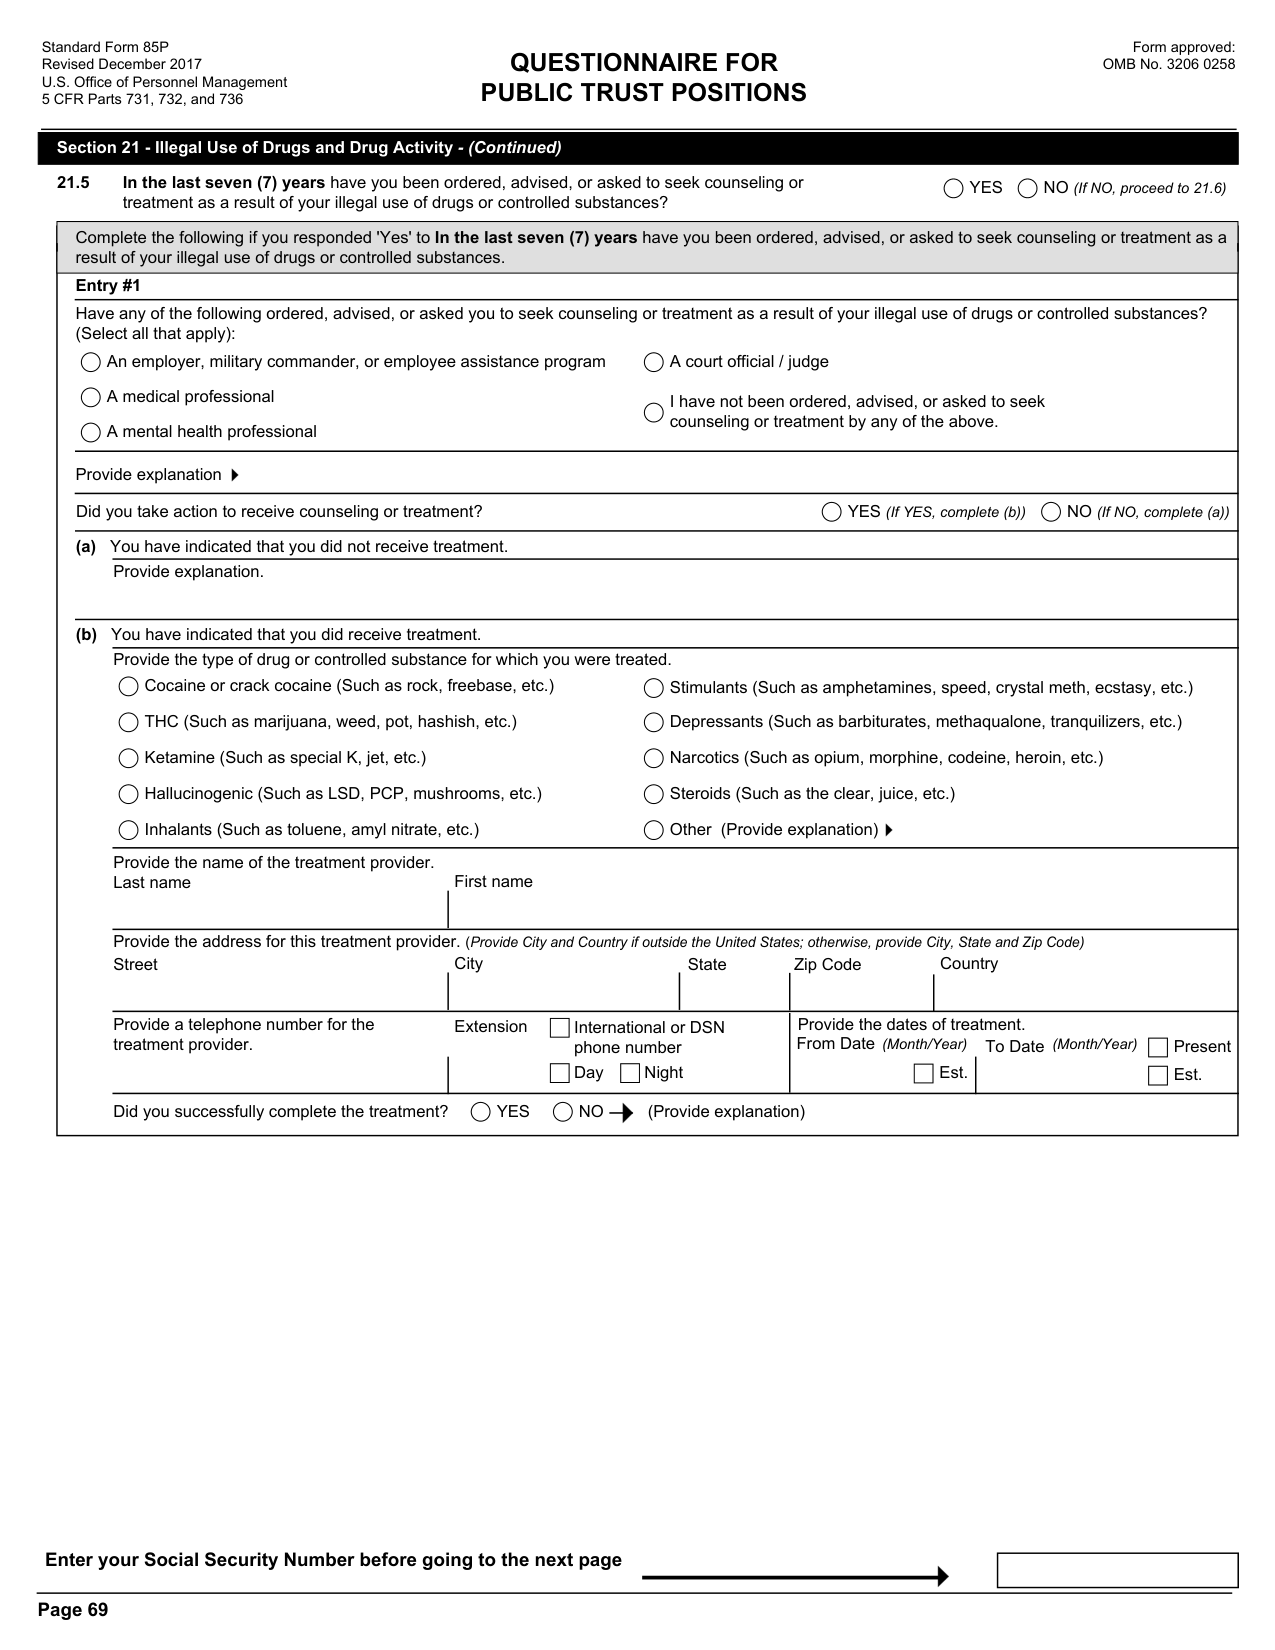 Standard Form 85P
Revised December 2017
U.S. Office of Personnel Management
5 CFR Parts 731, 732, and 736
QUESTIONNAIRE FOR
PUBLIC TRUST POSITIONS
Form approved:
OMB No. 3206 0258
Section 21 - Illegal Use of Drugs and Drug Activity - (Continued)
21.5 In the last seven (7) years have you been ordered, advised, or asked to seek counseling or
treatment as a result of your illegal use of drugs or controlled substances?
YES NO (If NO, proceed to 21.6)
Complete the following if you responded 'Yes' to In the last seven (7) years have you been ordered, advised, or asked to seek counseling or treatment as a
result of your illegal use of drugs or controlled substances.
Entry #1
Have any of the following ordered, advised, or asked you to seek counseling or treatment as a result of your illegal use of drugs or controlled substances?
(Select all that apply):
An employer, military commander, or employee assistance program
A medical professional
A mental health professional
A court official / judge
I have not been ordered, advised, or asked to seek
counseling or treatment by any of the above.
Provide explanation
Did you take action to receive counseling or treatment? YES (If YES, complete (b)) NO (If NO, complete (a))
(a) You have indicated that you did not receive treatment.
Provide explanation.
(b) You have indicated that you did receive treatment.
Provide the type of drug or controlled substance for which you were treated.
Cocaine or crack cocaine (Such as rock, freebase, etc.)
THC (Such as marijuana, weed, pot, hashish, etc.)
Ketamine (Such as special K, jet, etc.)
Hallucinogenic (Such as LSD, PCP, mushrooms, etc.)
Inhalants (Such as toluene, amyl nitrate, etc.)
Stimulants (Such as amphetamines, speed, crystal meth, ecstasy, etc.)
Depressants (Such as barbiturates, methaqualone, tranquilizers, etc.)
Narcotics (Such as opium, morphine, codeine, heroin, etc.)
Steroids (Such as the clear, juice, etc.)
Other (Provide explanation)
Provide the name of the treatment provider.
Last name First name
Provide the address for this treatment provider. (Provide City and Country if outside the United States; otherwise, provide City, State and Zip Code)
Street City State Zip Code Country
Provide a telephone number for the
treatment provider.
Extension
International or DSN
phone number
Day Night
Provide the dates of treatment.
From Date (Month/Year) To Date (Month/Year) Present
Est. Est.
Did you successfully complete the treatment? YES NO (Provide explanation)
Enter your Social Security Number before going to the next page
Page 69